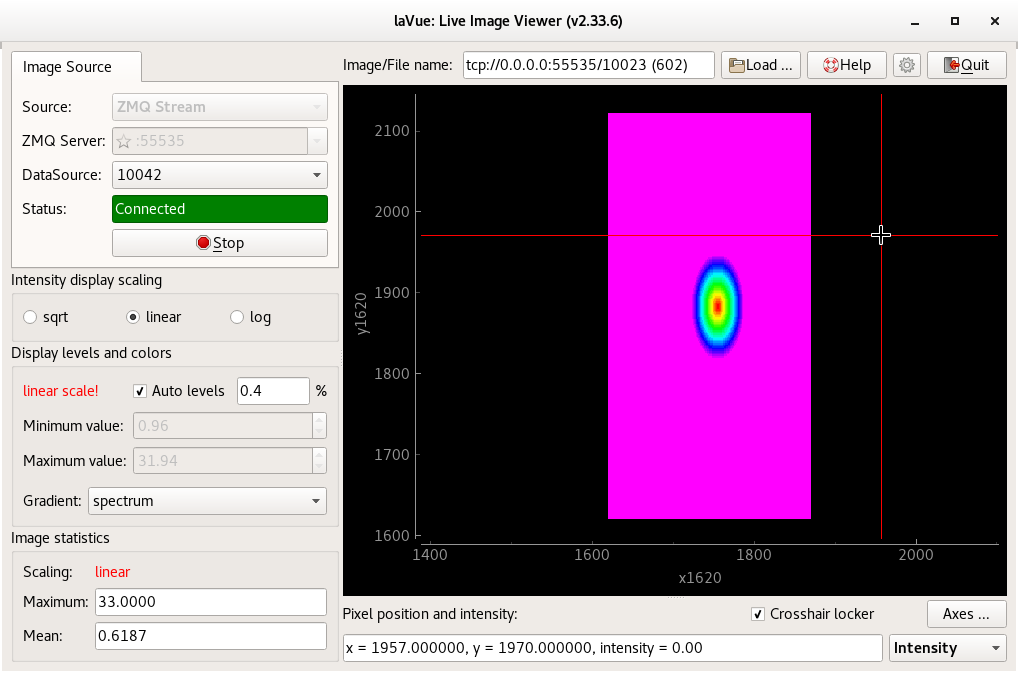 laVue: Live Image Viewer (v2.33.6)
Image Source
Image/File name: tcp://0.0.0.0:55535/10023 (602) Load ... Help Quit
Source: ZMQ Stream
ZMQ Server: ☆ :55535
DataSource: 10042
Status: Connected
Stop
Intensity display scaling
sqrt linear log
Display levels and colors
linear scale! Auto levels 0.4 %
Minimum value: 0.96
Maximum value: 31.94
Gradient: spectrum
Image statistics
Scaling: linear
Maximum: 33.0000
Mean: 0.6187
2100
2000
1900
1800
1700
1600
y1620
1400 1600 1800 2000
x1620
Pixel position and intensity: Crosshair locker Axes ...
x = 1957.000000, y = 1970.000000, intensity = 0.00 Intensity